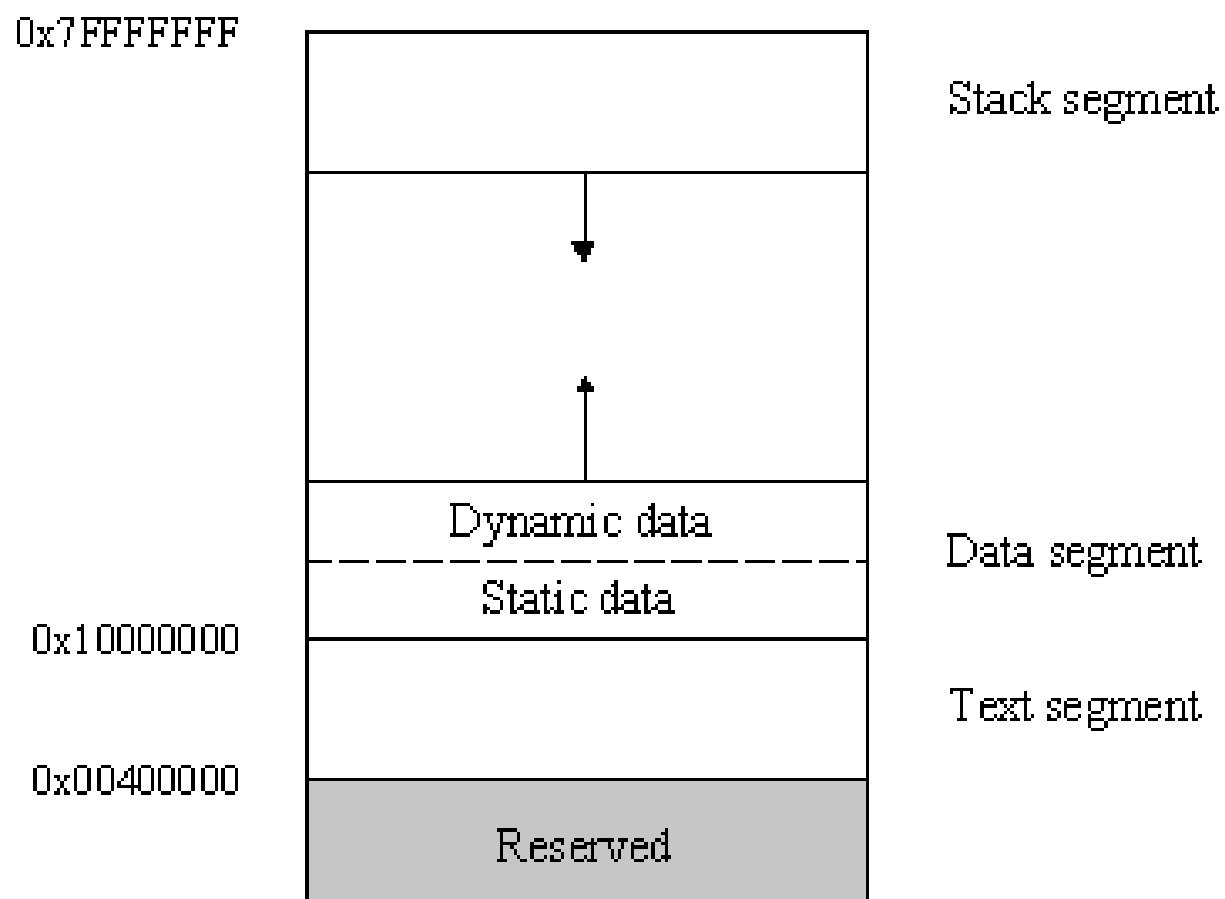 0x7FFFFFFF
Stack segment
Dynamic data
Data segment
Static data
0x10000000
Text segment
0x00400000
Reserved